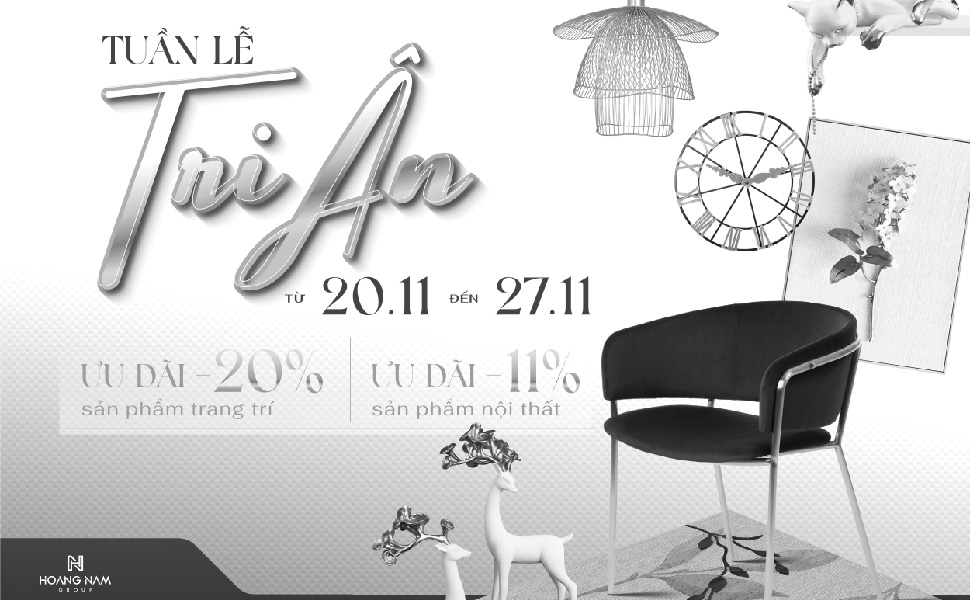 TUẦN LỄ
Tri Ân
TỪ 20.11 ĐẾN 27.11
ƯU ĐÃI -20%
sản phẩm trang trí
ƯU ĐÃI -11%
sản phẩm nội thất
HOANG NAM
GROUP